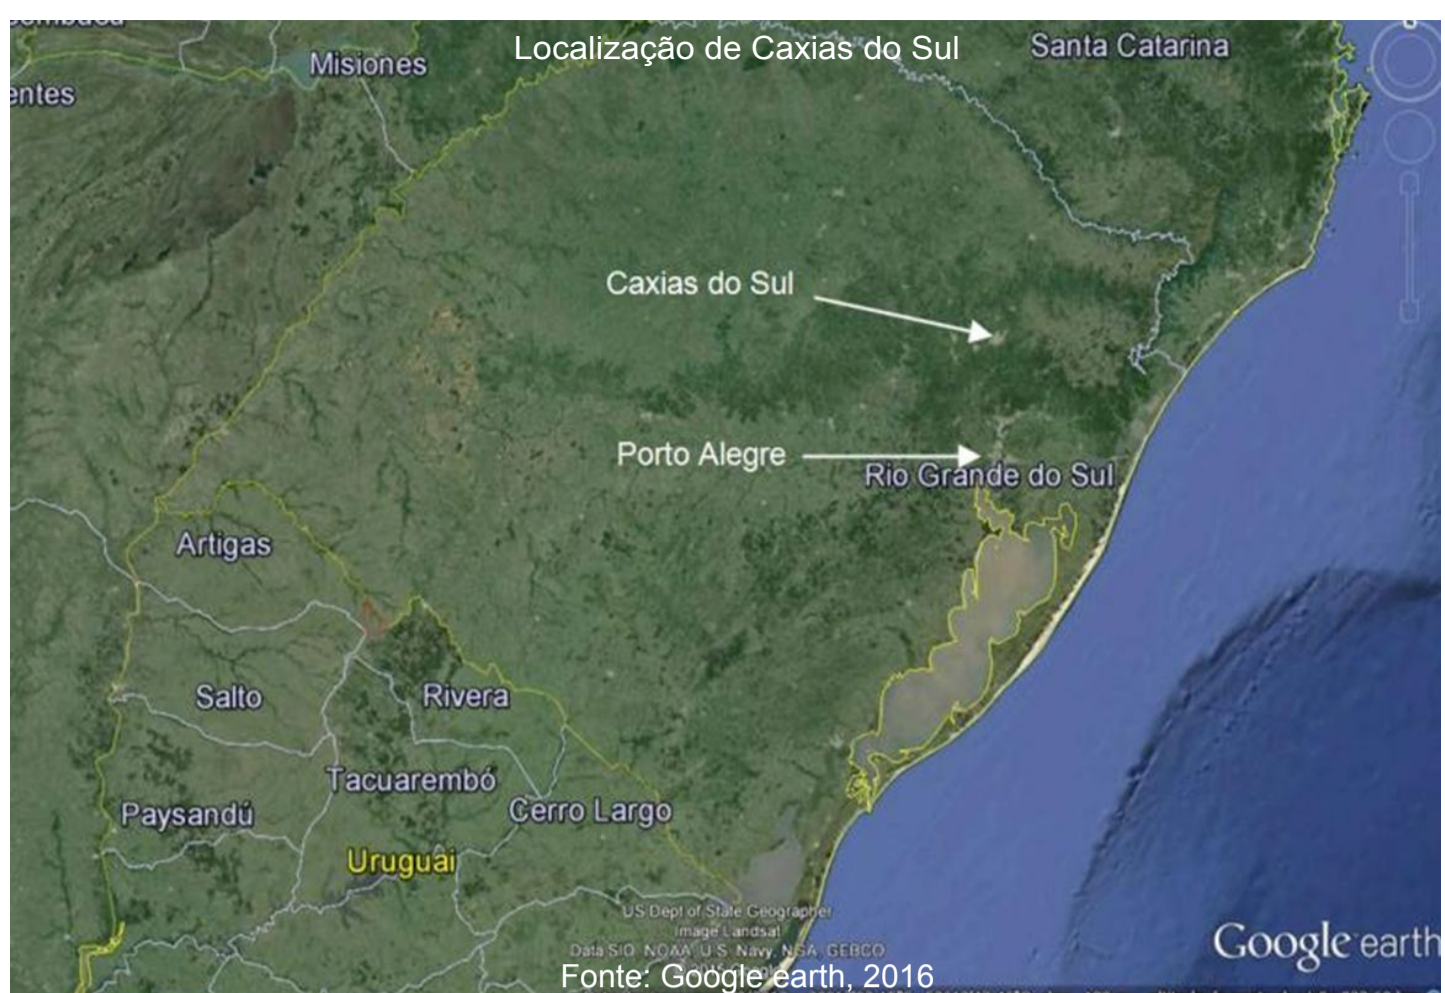 Localização de Caxias do Sul
Santa Catarina
Misiones
entes
Caxias do Sul
Porto Alegre
Rio Grande do Sul
Artigas
Salto
Rivera
Tacuarembó
Paysandú
Cerro Largo
Uruguai
US Dept of State Geographer
Image Landsat
Data SIO, NOAA, U.S. Navy, NGA, GEBCO
Google earth
Fonte: Google earth, 2016